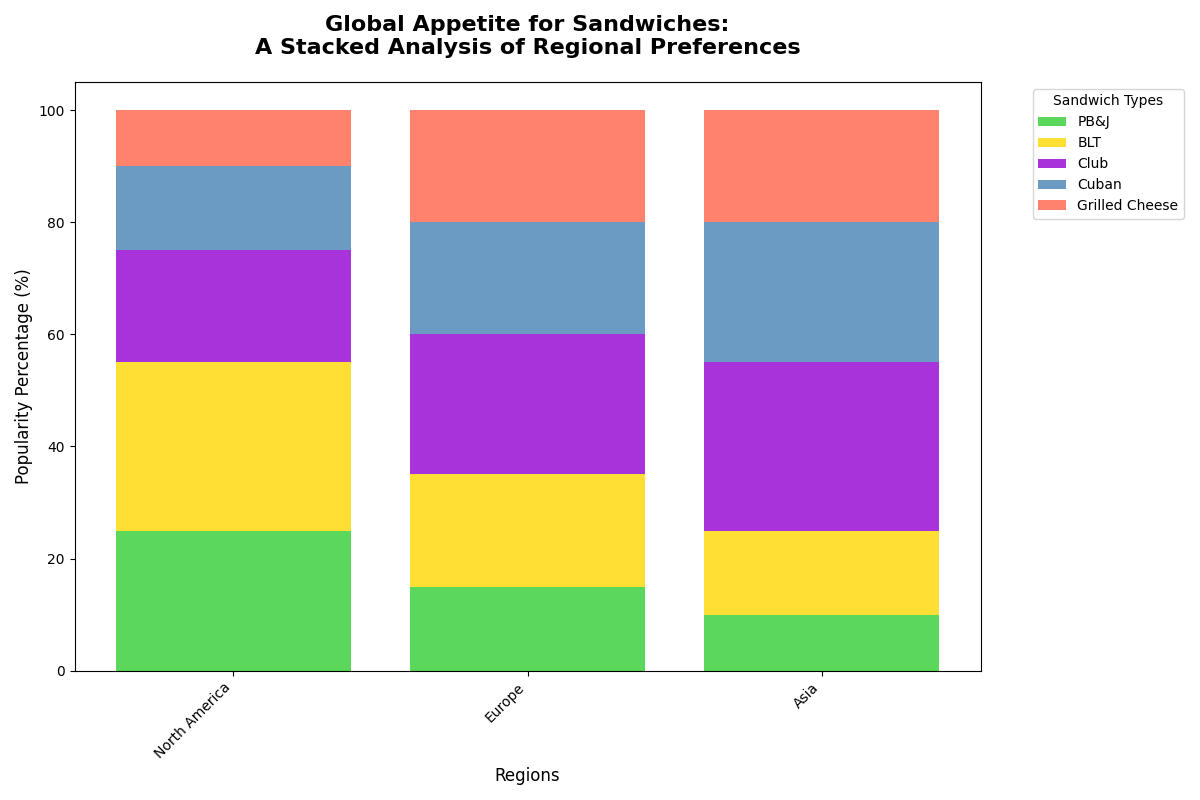 Global Appetite for Sandwiches:
A Stacked Analysis of Regional Preferences
Popularity Percentage (%)
100
80
60
40
20
0
North America
Europe
Asia
Regions
Sandwich Types
PB&J
BLT
Club
Cuban
Grilled Cheese